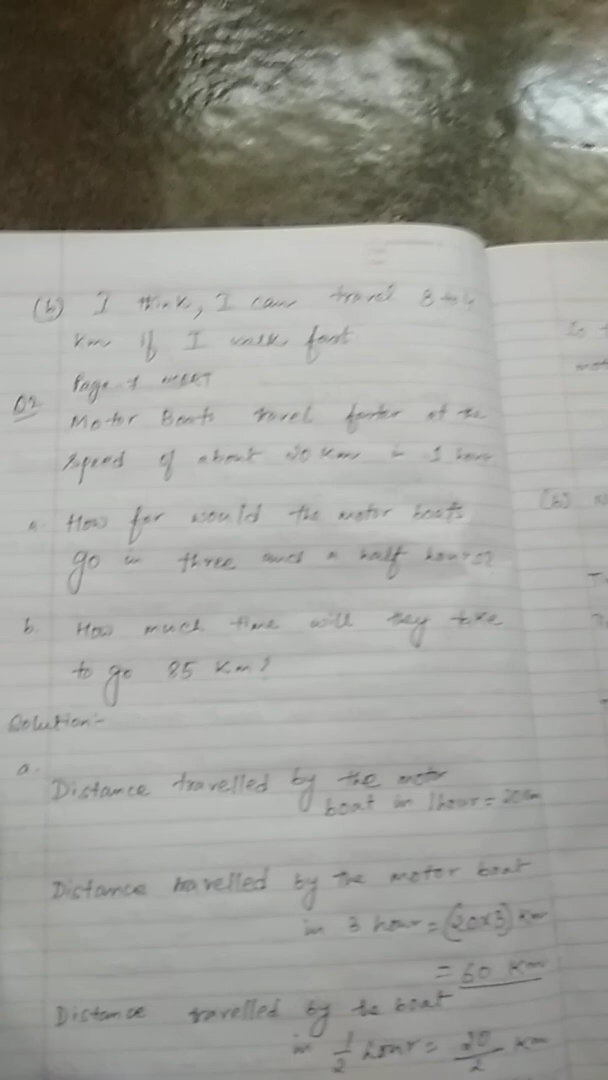 (b) I think, I can travel 3 to 4
km if I walk fast
Page 1 NCERT
Q2 Motor Boats travel faster at the
speed of about 20 km in 1 hour
a. How far would the motor boats
go in three and a half hours?
b. How much time will they take
to go 85 km?
Solution:-
a.
Distance travelled by the motor
boat in 1 hour = 20 km
Distance travelled by the motor boat
in 3 hour = (20×3) km
= 60 km
Distance travelled by the boat
in 1/2 hour = 20/2 km
(b)